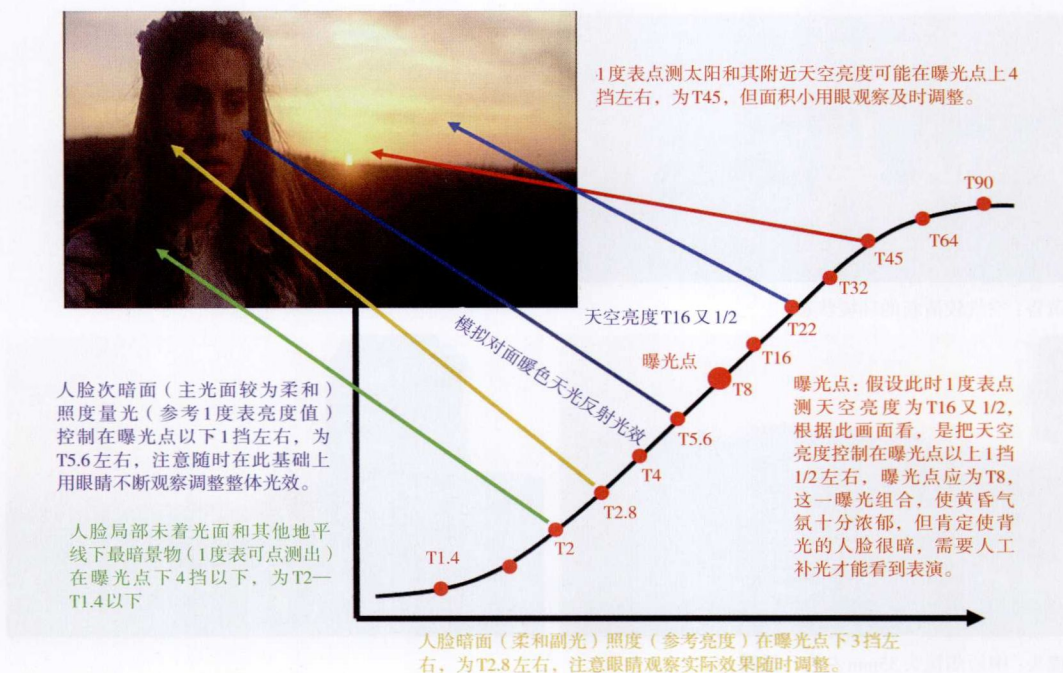 1度表点测太阳和其附近天空亮度可能在曝光点上4
挡左右，为T45，但面积小用眼观察及时调整。
T90
T64
T45
T32
天空亮度T16又1/2
T22
模拟对面暖色天光反射光效
T16
曝光点
T8
人脸次暗面（主光面较为柔和）
照度量光（参考1度表亮度值）
控制在曝光点以下1挡左右，为
T5.6左右，注意随时在此基础上
用眼睛不断观察调整整体光效。
曝光点：假设此时1度表点
测天空亮度为T16又1/2，
根据此画面看，是把天空
亮度控制在曝光点以上1挡
1/2左右，曝光点应为T8，
这一曝光组合，使黄昏气
氛十分浓郁，但肯定使背
光的人脸很暗，需要人工
补光才能看到表演。
T5.6
T4
T2.8
T2
T1.4
人脸局部未着光面和其他地平
线下最暗景物（1度表可点测出）
在曝光点下4挡以下，为T2—
T1.4以下
人脸暗面（柔和副光）照度（参考亮度）在曝光点下3挡左
右，为T2.8左右，注意眼睛观察实际效果随时调整。